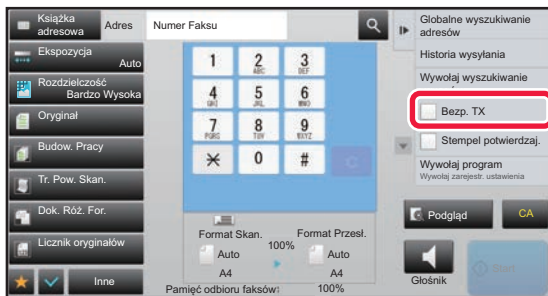 Książka
adresowa
Adres
Numer Faksu
Globalne wyszukiwanie
adresów
Ekspozycja
Auto
Historia wysyłania
Rozdzielczość
Bardzo Wysoka
Wywołaj wyszukiwanie
Oryginał
Bezp. TX
Budow. Pracy
Stempel potwierdzaj.
Tr. Pow. Skan.
Wywołaj program
Wywołaj zarejestr. ustawienia
Dok. Róż. For.
Licznik oryginałów
Inne
1 2 3
ABC DEF
4 5 6
GHI JKL MNO
7 8 9
PQRS TUV WXYZ
0 #
C
Format Skan.
100%
Format Przesł.
Auto
A4
Auto
A4
Pamięć odbioru faksów: 100%
Podgląd
CA
Głośnik
Start